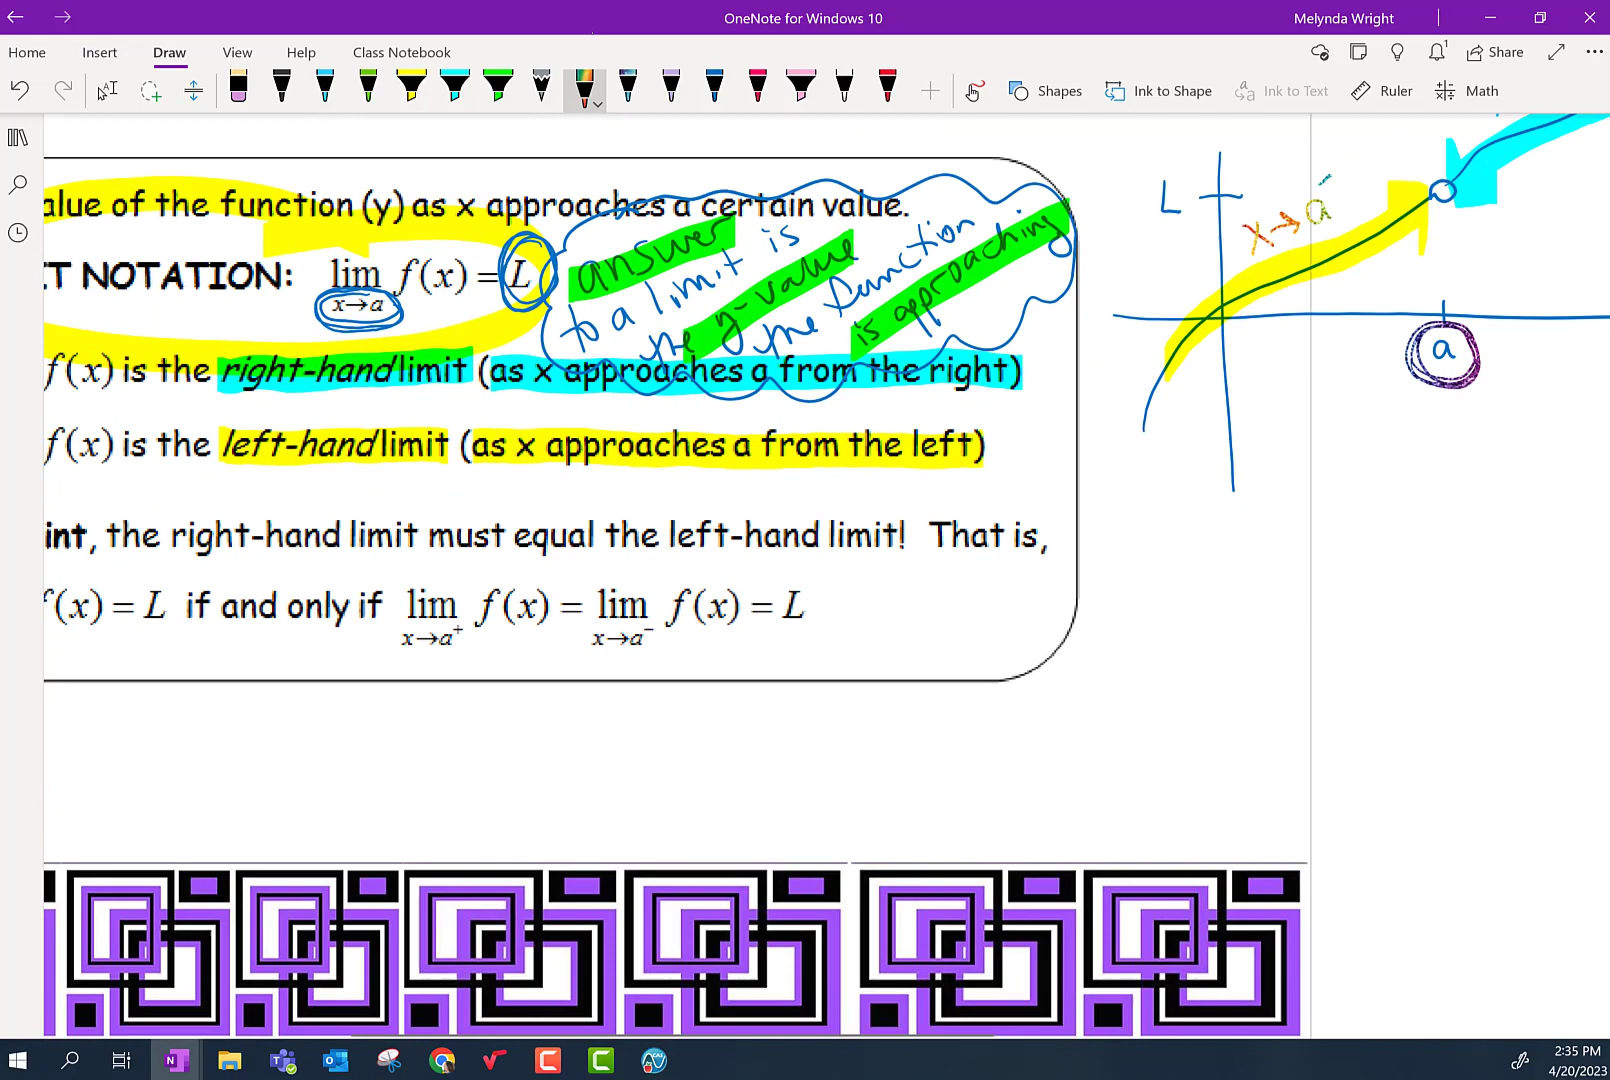 OneNote for Windows 10
Melynda Wright
Home Insert Draw View Help Class Notebook
1 Share
Shapes Ink to Shape Ink to Text Ruler Math
alue of the function (y) as x approaches a certain value.
IT NOTATION: lim f(x) = L
x→a
answer
to a limit is
the y-value
the function
is approaching
f(x) is the right-hand limit (as x approaches a from the right)
f(x) is the left-hand limit (as x approaches a from the left)
int, the right-hand limit must equal the left-hand limit! That is,
f(x) = L if and only if lim f(x) = lim f(x) = L
x→a⁺ x→a⁻
L
x→a⁻
a
2:35 PM
4/20/2023